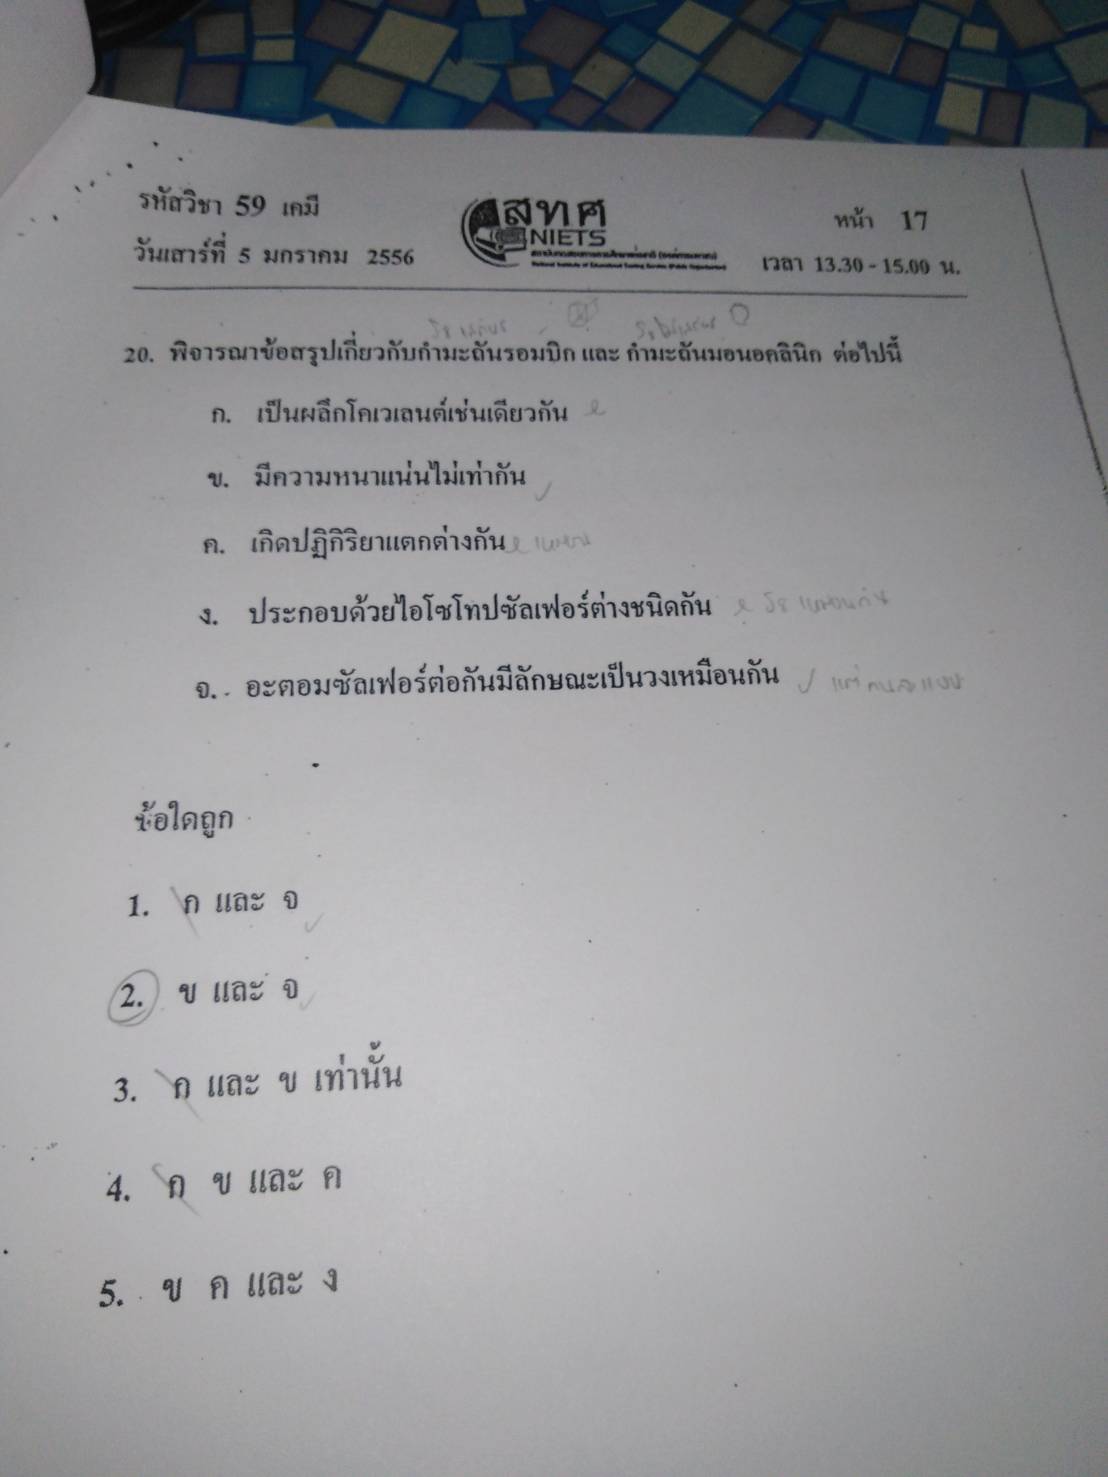 รหัสวิชา 59 เคมี
วันเสาร์ที่ 5 มกราคม 2556
สทศ
NIETS
หน้า 17
เวลา 13.30 - 15.00 น.
20. พิจารณาข้อสรุปเกี่ยวกับกำมะถันรอมบิก และ กำมะถันมอนอคลินิก ต่อไปนี้
ก. เป็นผลึกโคเวเลนต์เช่นเดียวกัน
ข. มีความหนาแน่นไม่เท่ากัน
ค. เกิดปฏิกิริยาแตกต่างกัน
ง. ประกอบด้วยไอโซโทปซัลเฟอร์ต่างชนิดกัน
จ. อะตอมซัลเฟอร์ต่อกันมีลักษณะเป็นวงเหมือนกัน
ข้อใดถูก
1. ก และ จ
2. ข และ จ
3. ก และ ข เท่านั้น
4. ก ข และ ค
5. ข ค และ ง